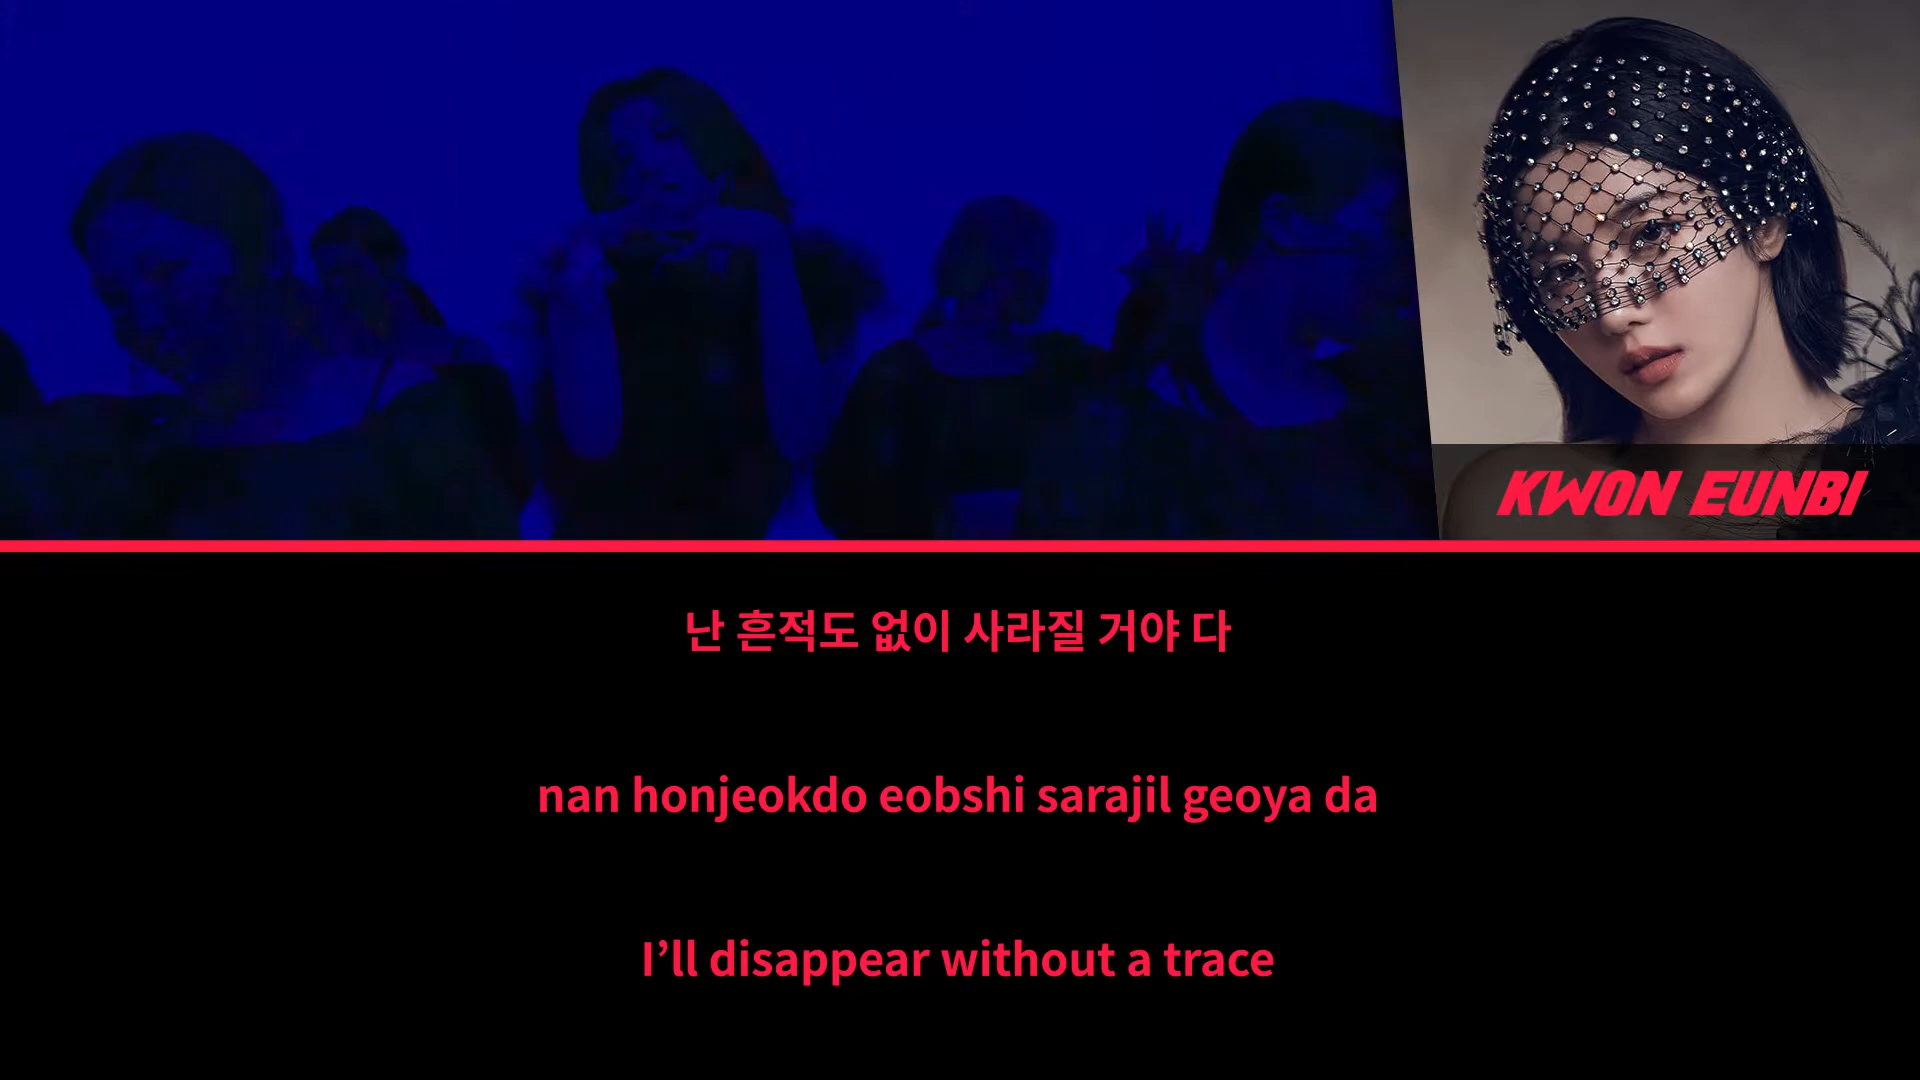 KWON EUNBI
난 흔적도 없이 사라질 거야 다
nan honjeokdo eobshi sarajil geoya da
I’ll disappear without a trace